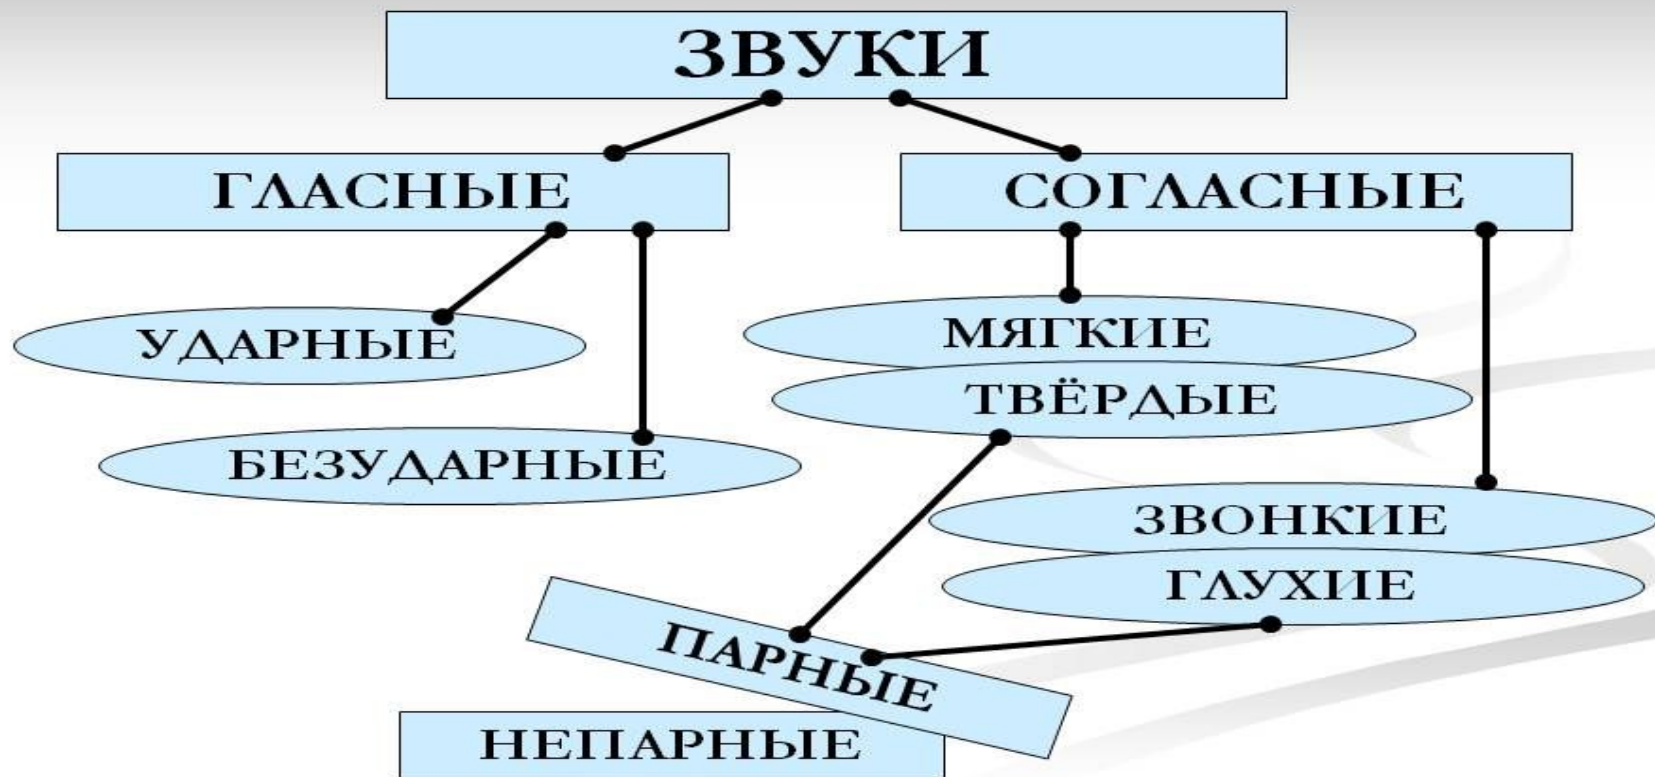 ЗВУКИ
ГЛАСНЫЕ
СОГЛАСНЫЕ
УДАРНЫЕ
МЯГКИЕ
ТВЁРДЫЕ
БЕЗУДАРНЫЕ
ЗВОНКИЕ
ГЛУХИЕ
ПАРНЫЕ
НЕПАРНЫЕ